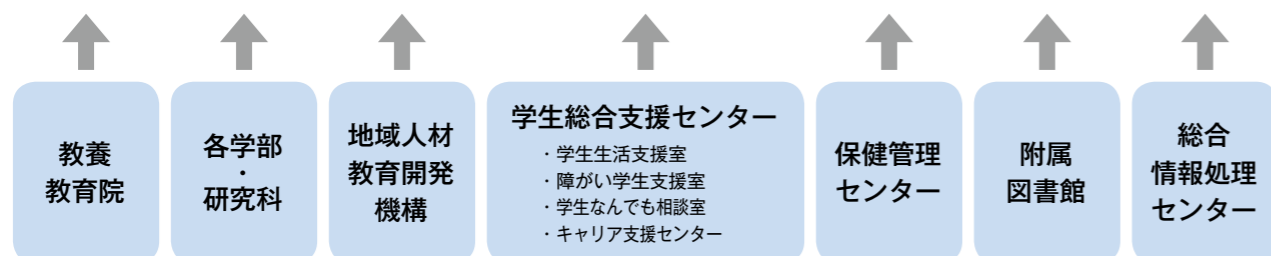 教養
教育院
各学部
・
研究科
地域人材
教育開発
機構
学生総合支援センター
・学生生活支援室
・障がい学生支援室
・学生なんでも相談室
・キャリア支援センター
保健管理
センター
附属
図書館
総合
情報処理
センター